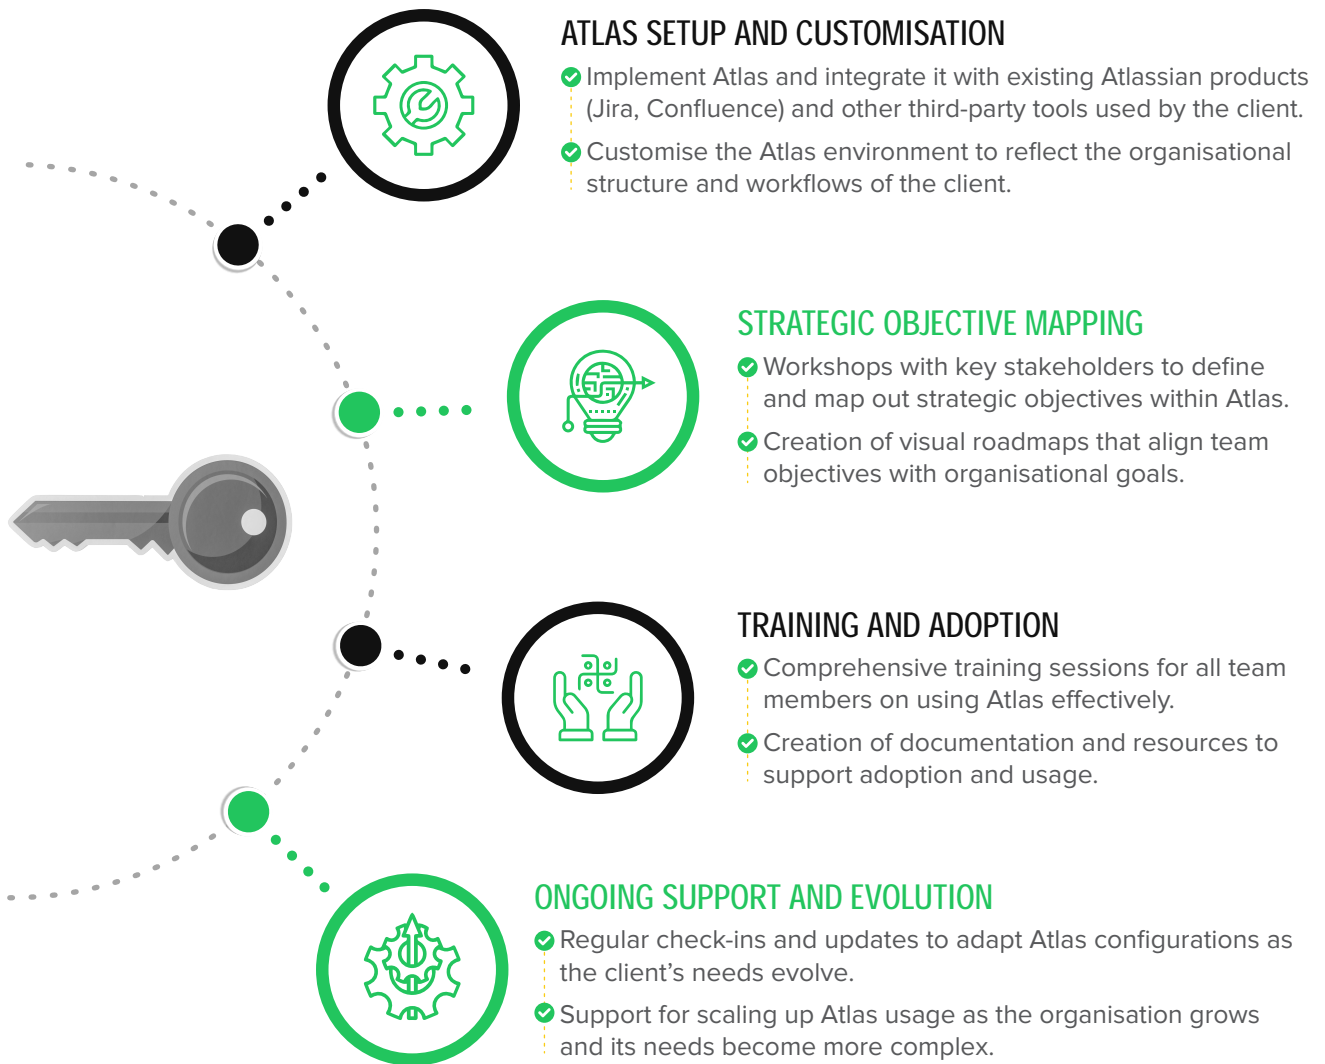 ATLAS SETUP AND CUSTOMISATION
Implement Atlas and integrate it with existing Atlassian products
(Jira, Confluence) and other third-party tools used by the client.
Customise the Atlas environment to reflect the organisational
structure and workflows of the client.
STRATEGIC OBJECTIVE MAPPING
Workshops with key stakeholders to define
and map out strategic objectives within Atlas.
Creation of visual roadmaps that align team
objectives with organisational goals.
TRAINING AND ADOPTION
Comprehensive training sessions for all team
members on using Atlas effectively.
Creation of documentation and resources to
support adoption and usage.
ONGOING SUPPORT AND EVOLUTION
Regular check-ins and updates to adapt Atlas configurations as
the client’s needs evolve.
Support for scaling up Atlas usage as the organisation grows
and its needs become more complex.